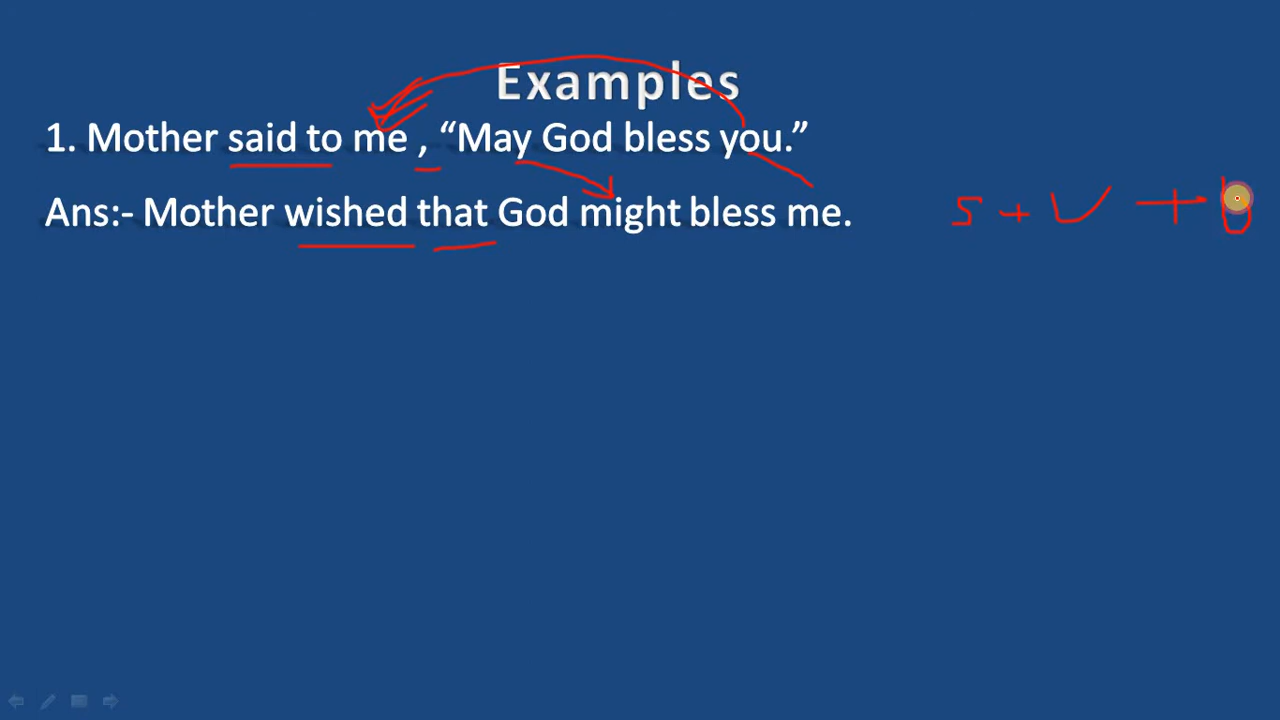 Examples
1. Mother said to me , “May God bless you.”
Ans:- Mother wished that God might bless me. S + V +